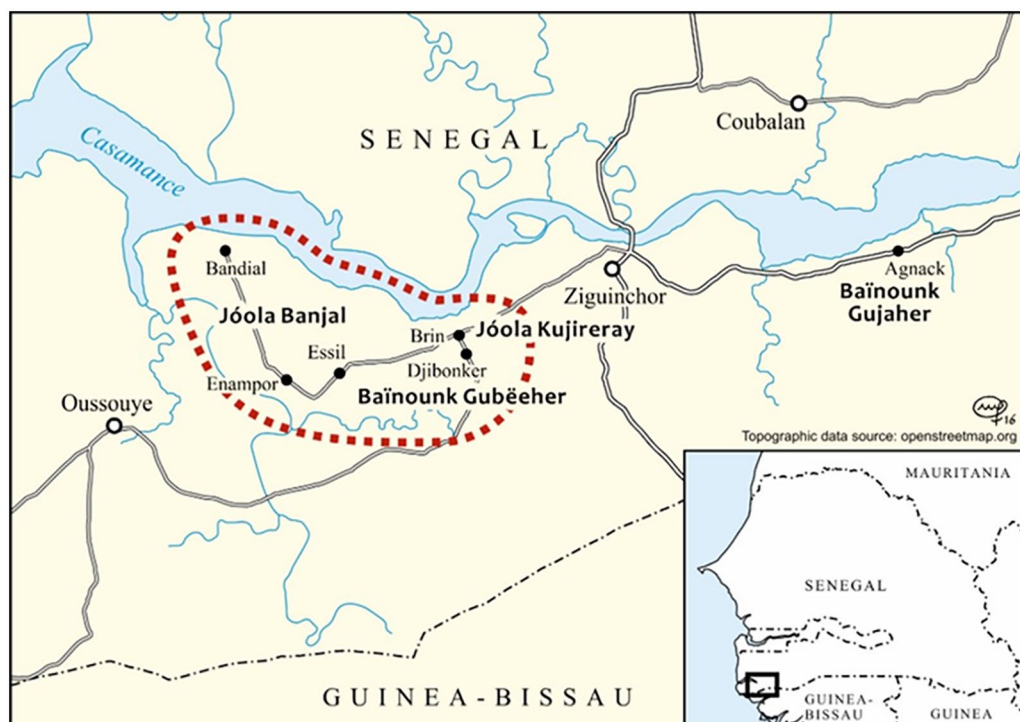 Casamance
SENEGAL
Coubalan
Bandial
Agnack
Baïnounk
Gujaher
Ziguinchor
Jóola Banjal
Jóola Kujireray
Brin
Essil
Djibonker
Enampor
Baïnounk Gubëeher
Oussouye
16
Topographic data source: openstreetmap.org
GUINEA-BISSAU
MAURITANIA
SENEGAL
GUINEA-
BISSAU
GUINEA